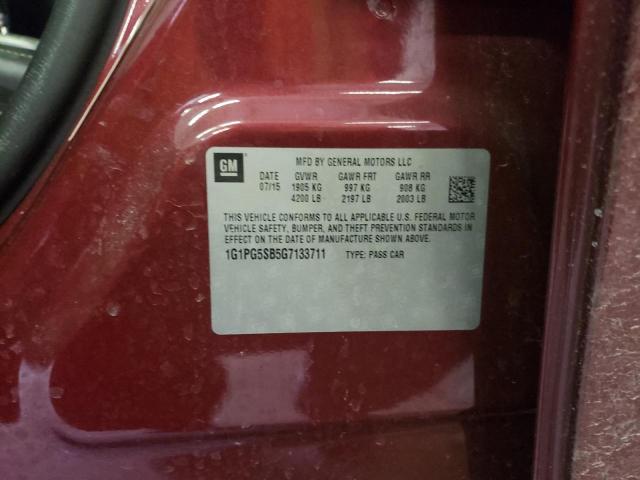 GM
MFD BY GENERAL MOTORS LLC
DATE GVWR GAWR FRT GAWR RR
07/15 1905 KG 997 KG 908 KG
4200 LB 2197 LB 2003 LB
THIS VEHICLE CONFORMS TO ALL APPLICABLE U.S. FEDERAL MOTOR
VEHICLE SAFETY, BUMPER, AND THEFT PREVENTION STANDARDS IN
EFFECT ON THE DATE OF MANUFACTURE SHOWN ABOVE.
1G1PG5SB5G7133711 TYPE: PASS CAR